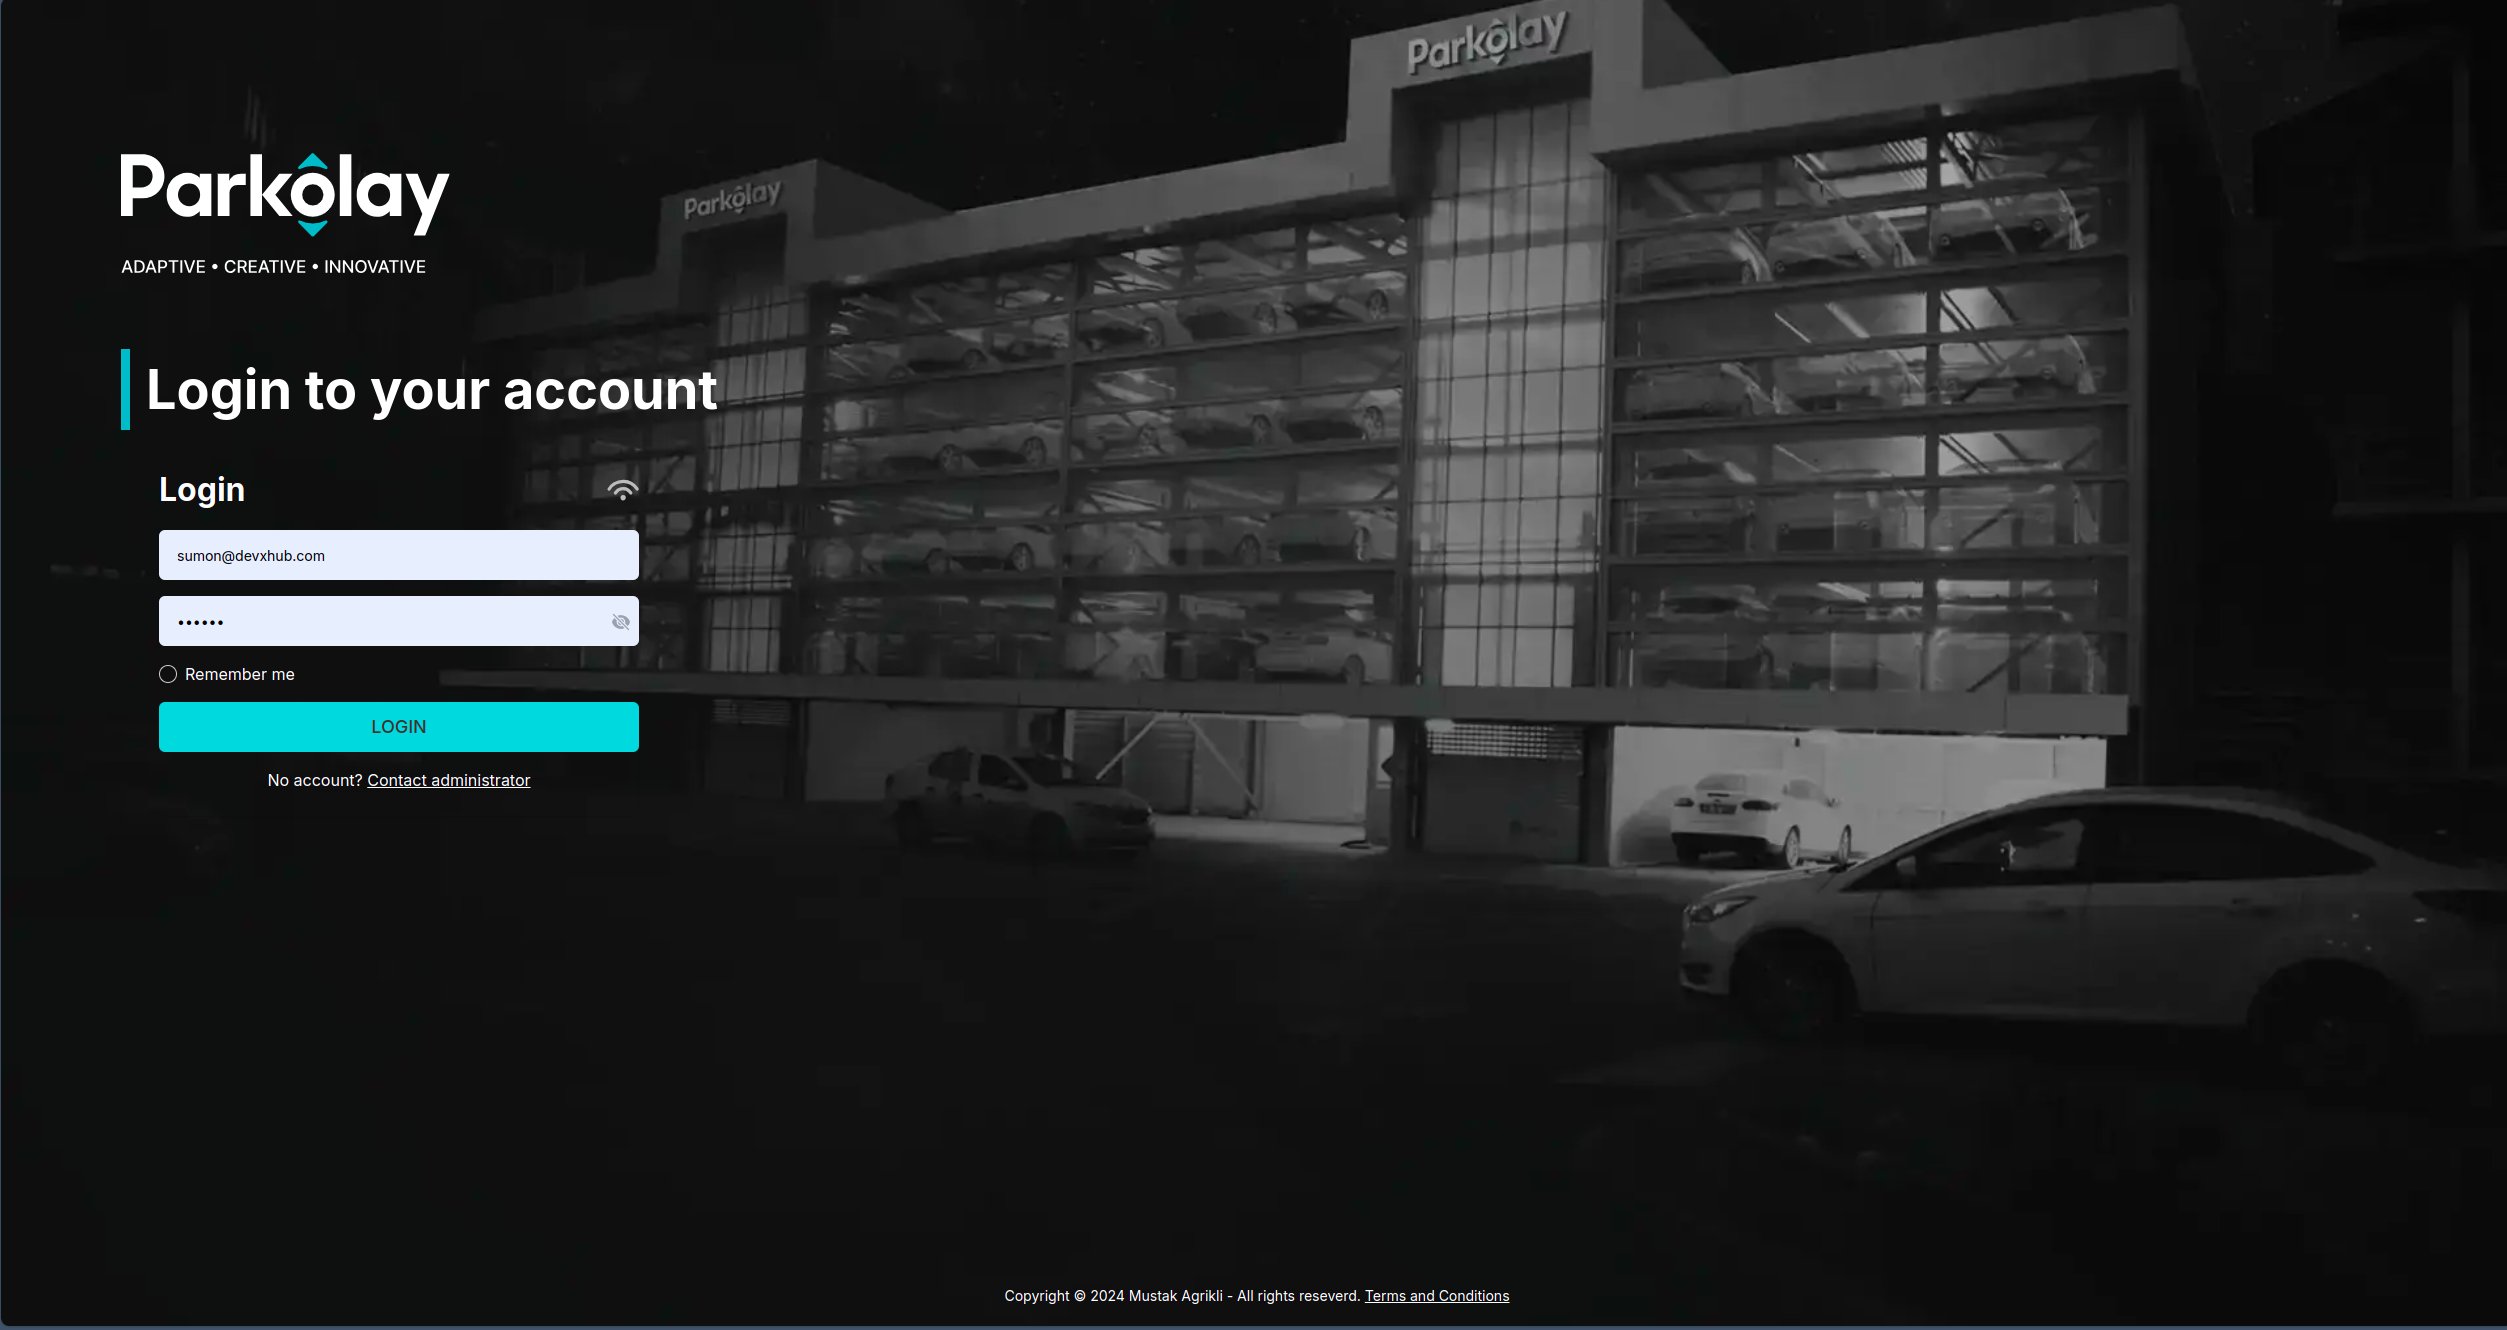 Parkolay
Parkolay
Parkôlay
ADAPTIVE • CREATIVE • INNOVATIVE
Login to your account
Login
sumon@devxhub.com
••••••
Remember me
LOGIN
No account? Contact administrator
Copyright © 2024 Mustak Agrikli - All rights reseverd. Terms and Conditions